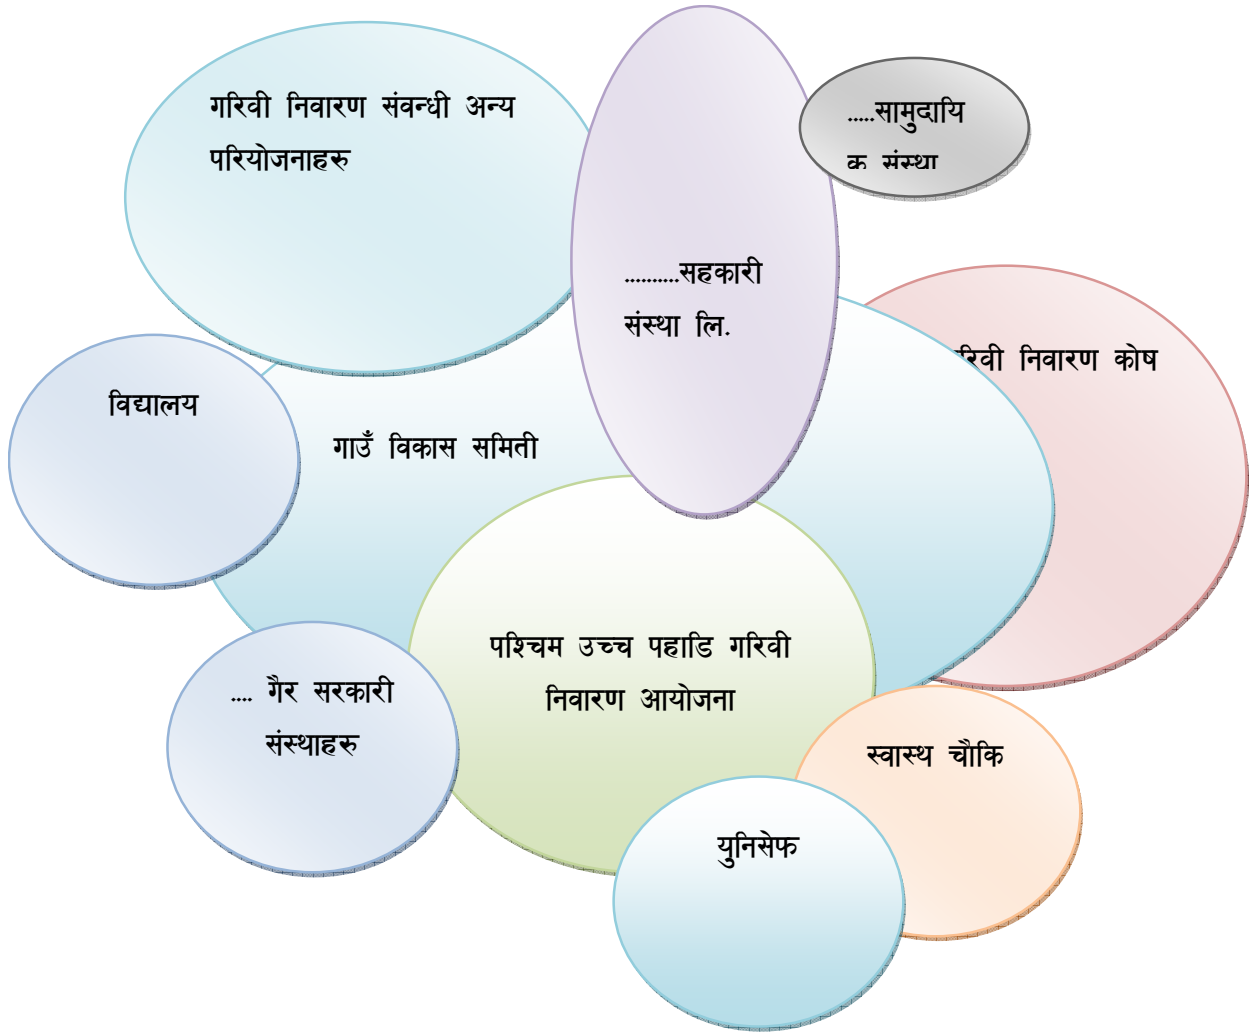 गरिवी निवारण संवन्धी अन्य
परियोजनाहरु
.....सामुदायि
क संस्था
..........सहकारी
संस्था लि.
निवारण कोष
विद्यालय
गाउँ विकास समिती
पश्चिम उच्च पहाडि गरिवी
निवारण आयोजना
.... गैर सरकारी
संस्थाहरु
स्वास्थ चौकि
युनिसेफ